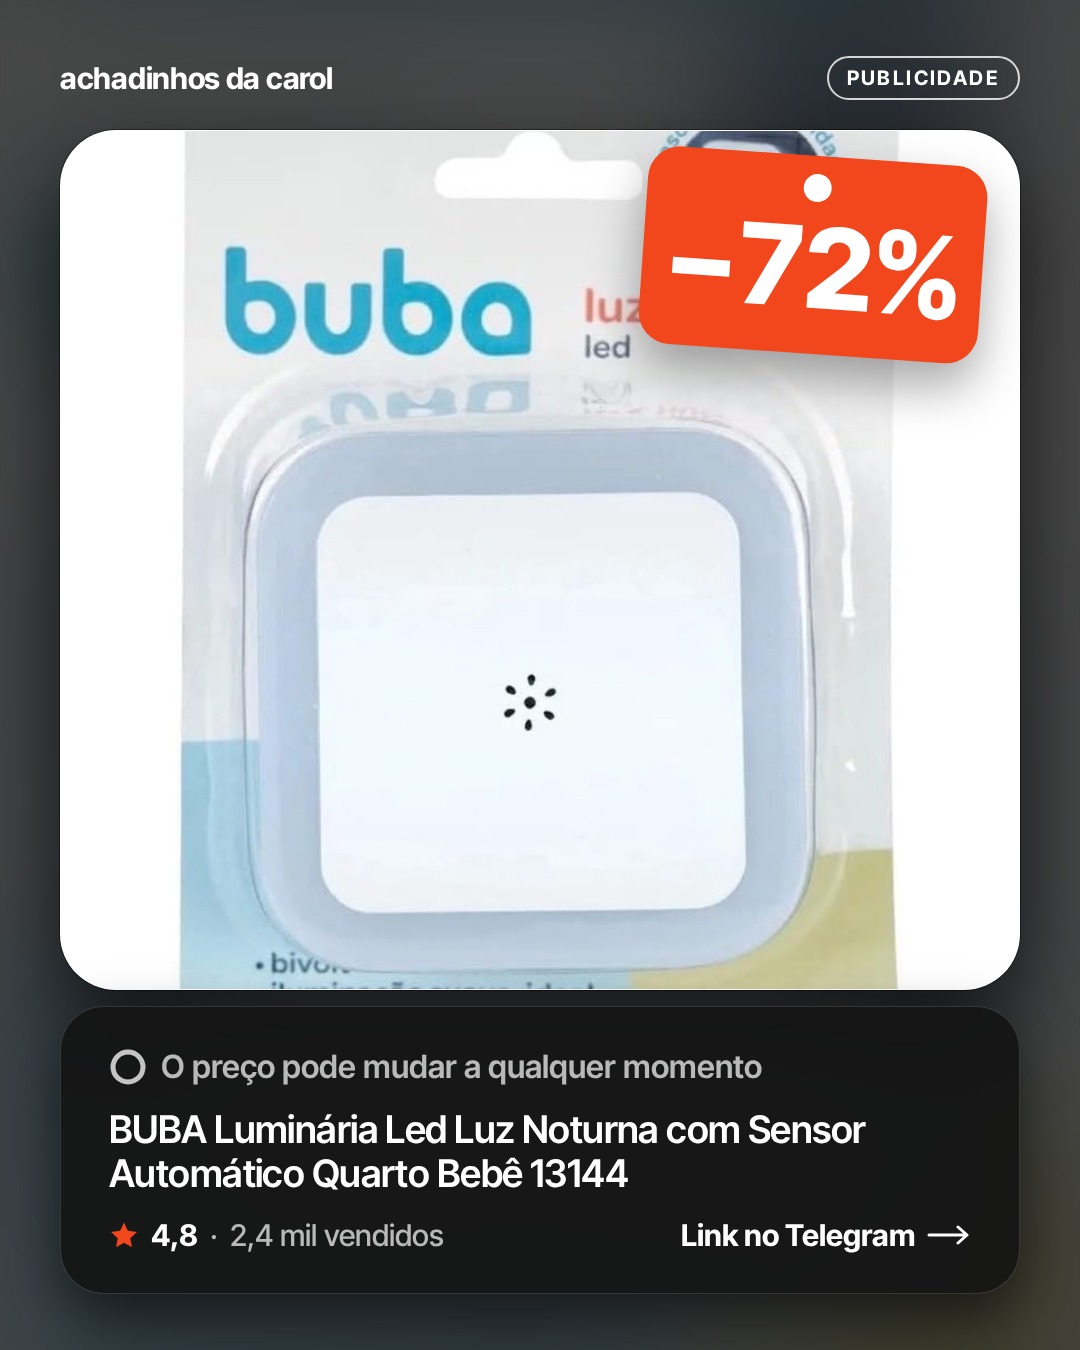 achadinhos da carol
PUBLICIDADE
-72%
buba
led
O preço pode mudar a qualquer momento
BUBA Luminária Led Luz Noturna com Sensor
Automático Quarto Bebê 13144
4,8 · 2,4 mil vendidos
Link no Telegram →